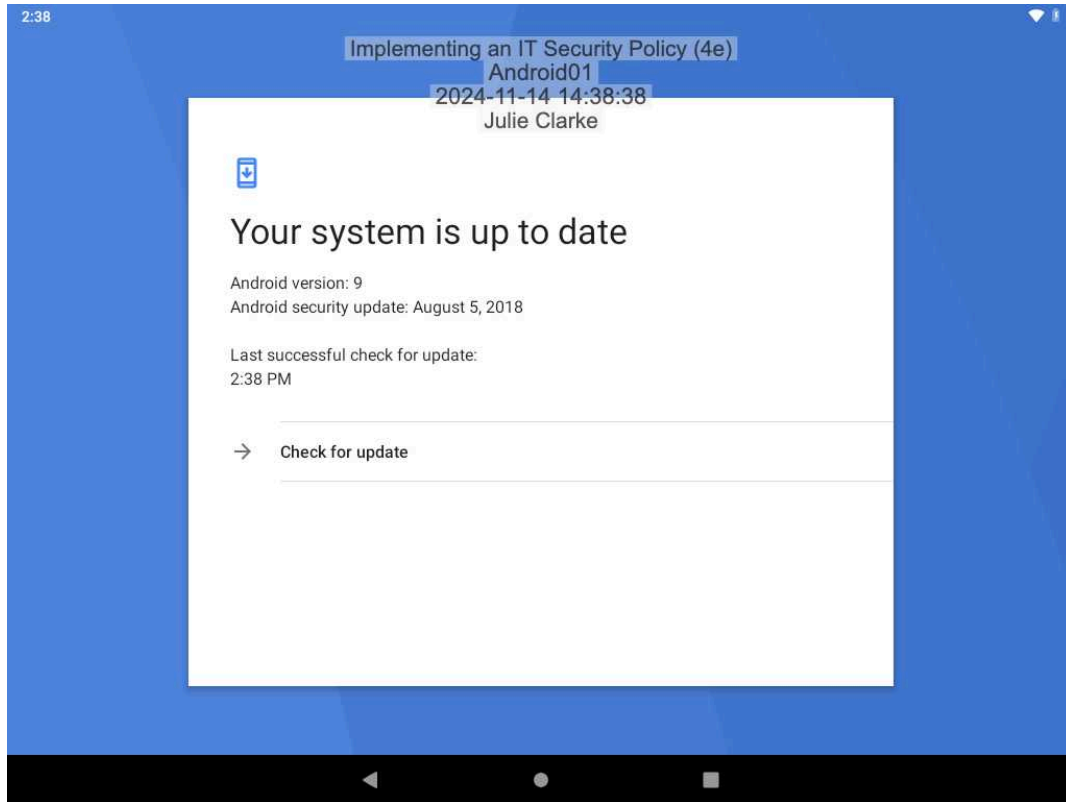 2:38
Implementing an IT Security Policy (4e)
Android01
2024-11-14 14:38:38
Julie Clarke
Your system is up to date
Android version: 9
Android security update: August 5, 2018
Last successful check for update:
2:38 PM
Check for update